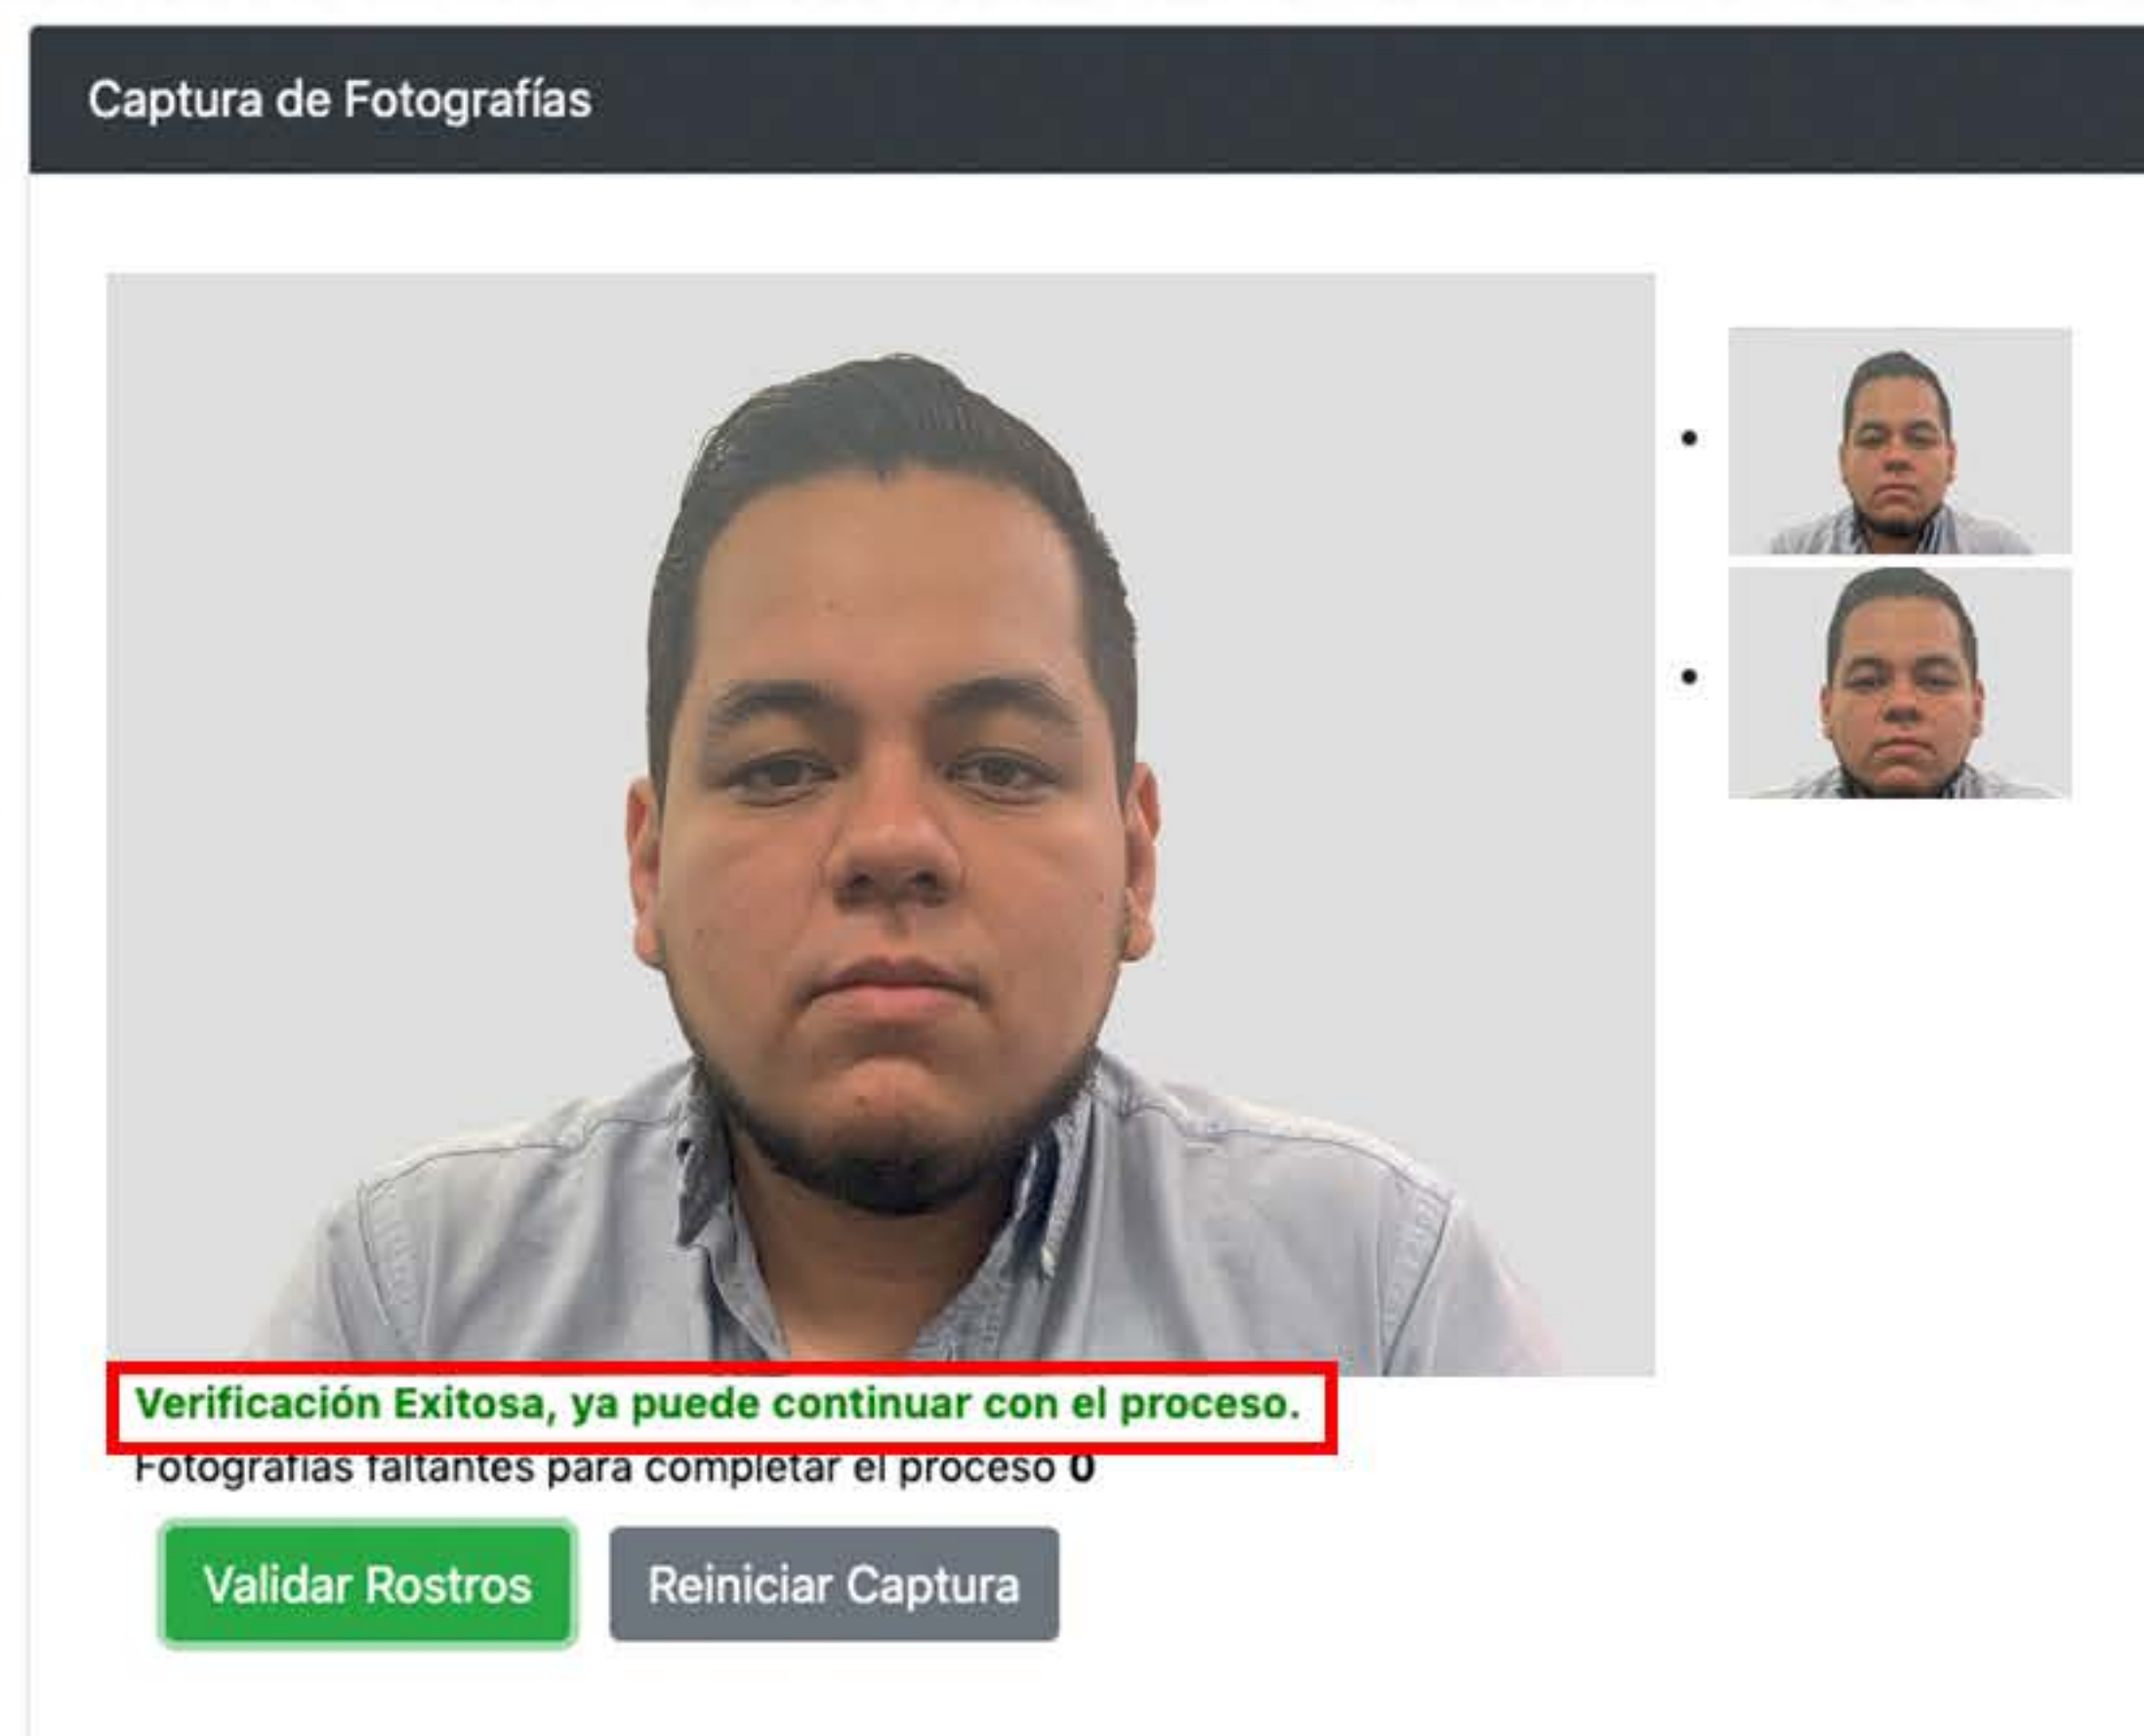 Captura de Fotografías
Verificación Exitosa, ya puede continuar con el proceso.
Fotografías faltantes para completar el proceso 0
Validar Rostros
Reiniciar Captura